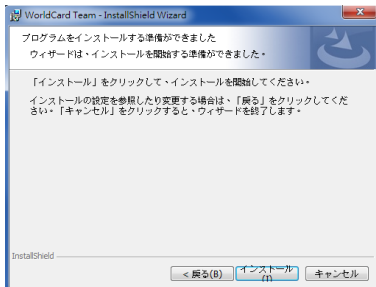 WorldCard Team - InstallShield Wizard
プログラムをインストールする準備ができました
ウィザードは、インストールを開始する準備ができました。
「インストール」をクリックして、インストールを開始してください。
インストールの設定を参照したり変更する場合は、「戻る」をクリックしてくだ
さい。「キャンセル」をクリックすると、ウィザードを終了します。
InstallShield
< 戻る(B)
インストール
(I)
キャンセル